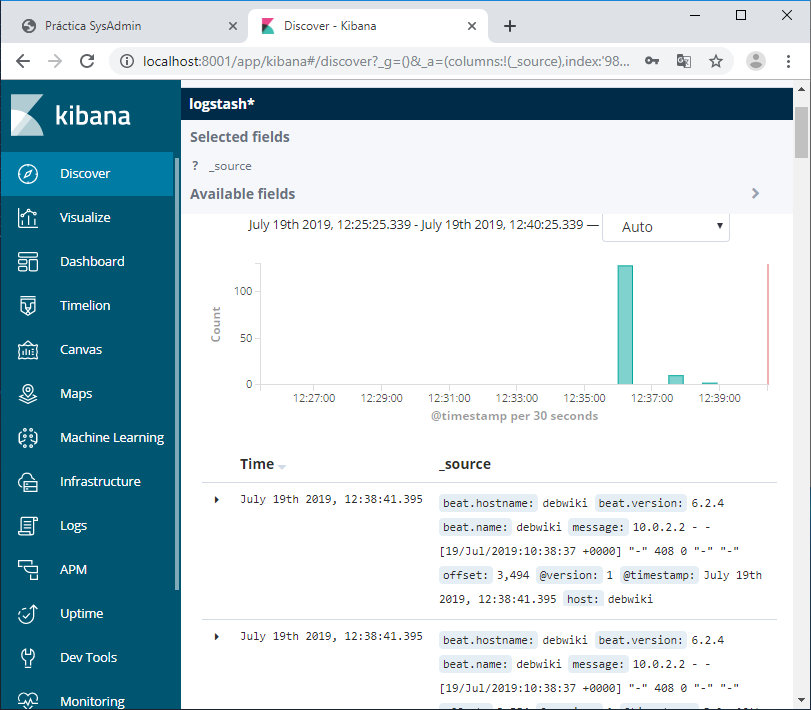 Práctica SysAdmin
Discover - Kibana
localhost:8001/app/kibana#/discover?_g=()&_a=(columns:!(_source),index:'98...
kibana
Discover
Visualize
Dashboard
Timelion
Canvas
Maps
Machine Learning
Infrastructure
Logs
APM
Uptime
Dev Tools
Monitoring
logstash*
Selected fields
? _source
Available fields
July 19th 2019, 12:25:25.339 - July 19th 2019, 12:40:25.339 — Auto
Count
100
50
0
12:27:00 12:29:00 12:31:00 12:33:00 12:35:00 12:37:00 12:39:00
@timestamp per 30 seconds
Time _source
July 19th 2019, 12:38:41.395 beat.hostname: debwiki beat.version: 6.2.4
beat.name: debwiki message: 10.0.2.2 - -
[19/Jul/2019:10:38:37 +0000] "-" 408 0 "-" "-"
offset: 3,494 @version: 1 @timestamp: July 19th
2019, 12:38:41.395 host: debwiki
July 19th 2019, 12:38:41.395 beat.hostname: debwiki beat.version: 6.2.4
beat.name: debwiki message: 10.0.2.2 - -
[19/Jul/2019:10:38:37 +0000] "-" 408 0 "-" "-"